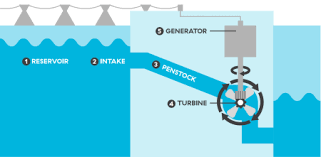 5 GENERATOR
1 RESERVOIR
2 INTAKE
3 PENSTOCK
4 TURBINE